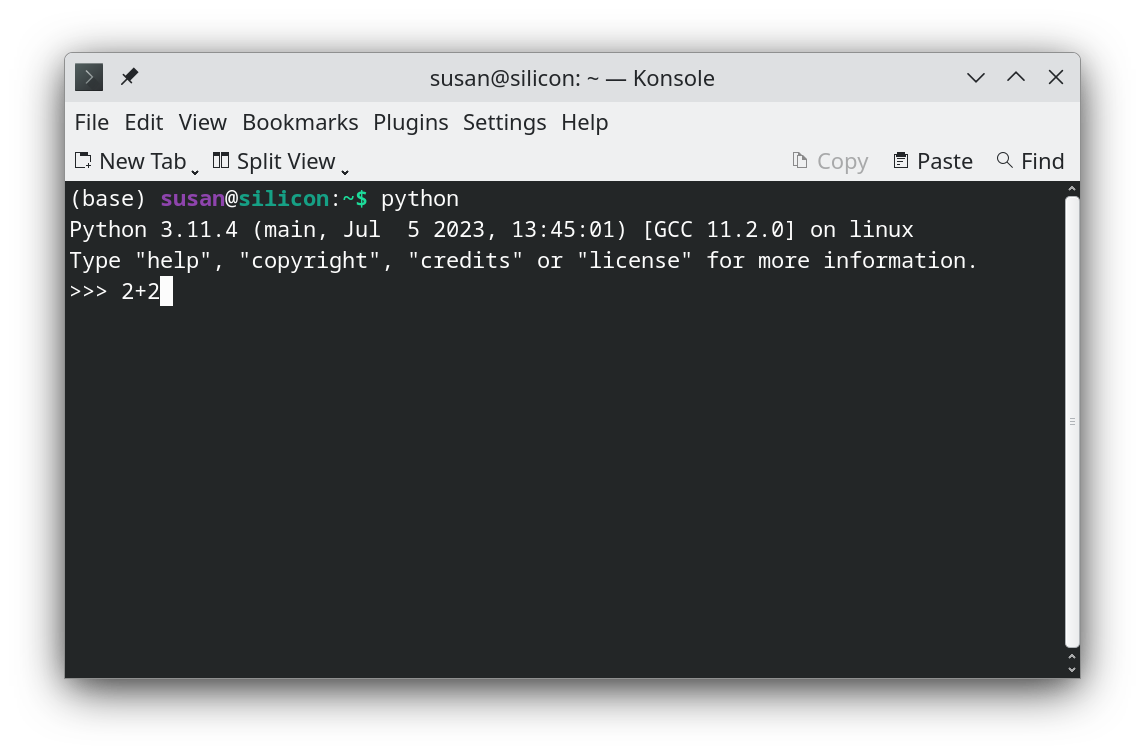 susan@silicon: ~ — Konsole
File Edit View Bookmarks Plugins Settings Help
New Tab Split View Copy Paste Find
(base) susan@silicon:~$ python
Python 3.11.4 (main, Jul  5 2023, 13:45:01) [GCC 11.2.0] on linux
Type "help", "copyright", "credits" or "license" for more information.
>>> 2+2